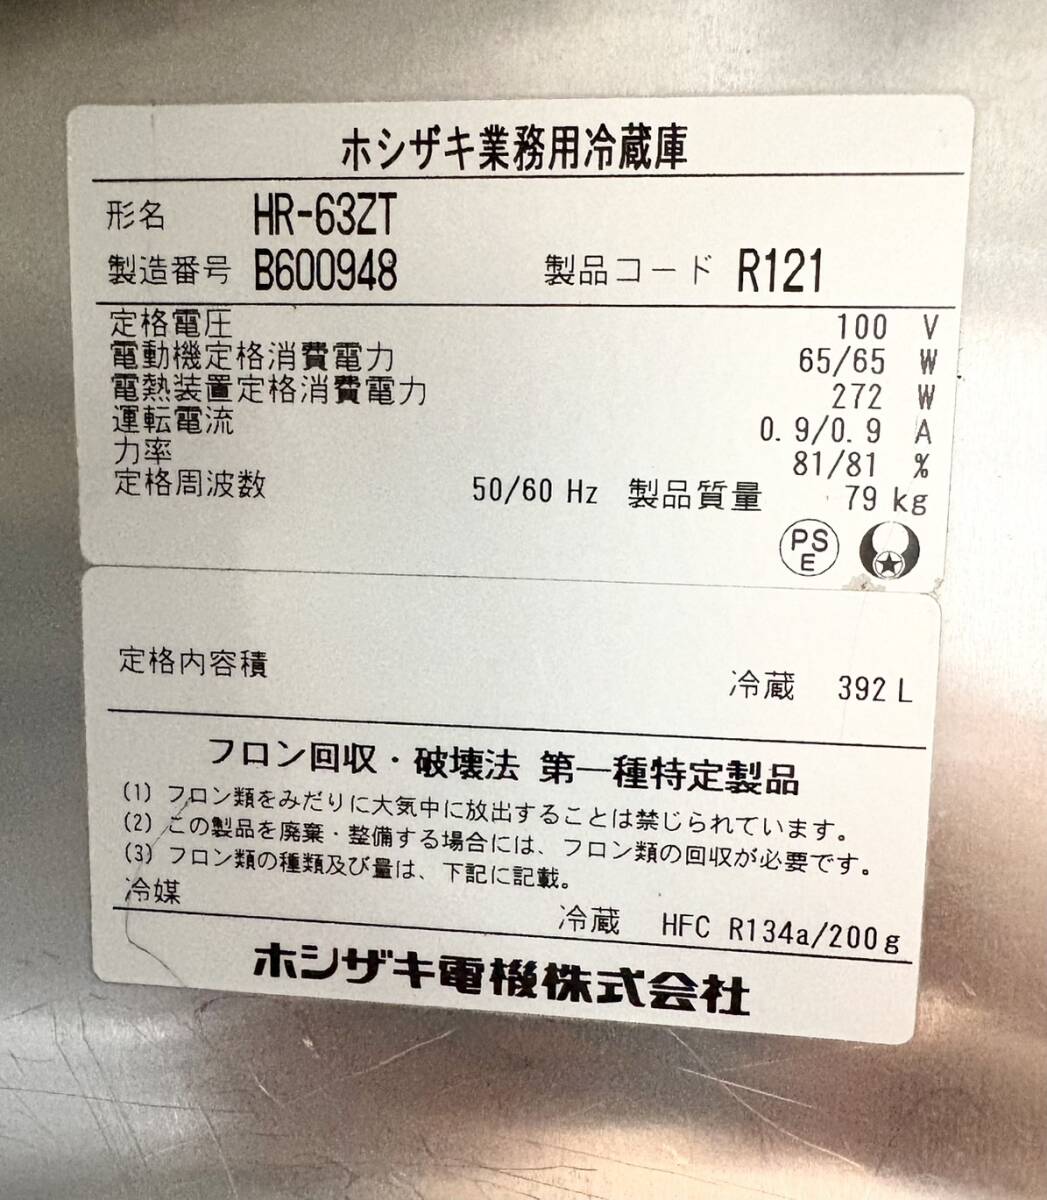 ホシザキ業務用冷蔵庫
形名 HR-63ZT
製造番号 B600948 製品コード R121
定格電圧 100 V
電動機定格消費電力 65/65 W
電熱装置定格消費電力 272 W
運転電流 0.9/0.9 A
力率 81/81 %
定格周波数 50/60 Hz 製品質量 79 kg
PS
E
定格内容積 冷蔵 392 L
フロン回収・破壊法 第一種特定製品
(1) フロン類をみだりに大気中に放出することは禁じられています。
(2) この製品を廃棄・整備する場合には、フロン類の回収が必要です。
(3) フロン類の種類及び量は、下記に記載。
冷媒 冷蔵 HFC R134a/200g
ホシザキ電機株式会社